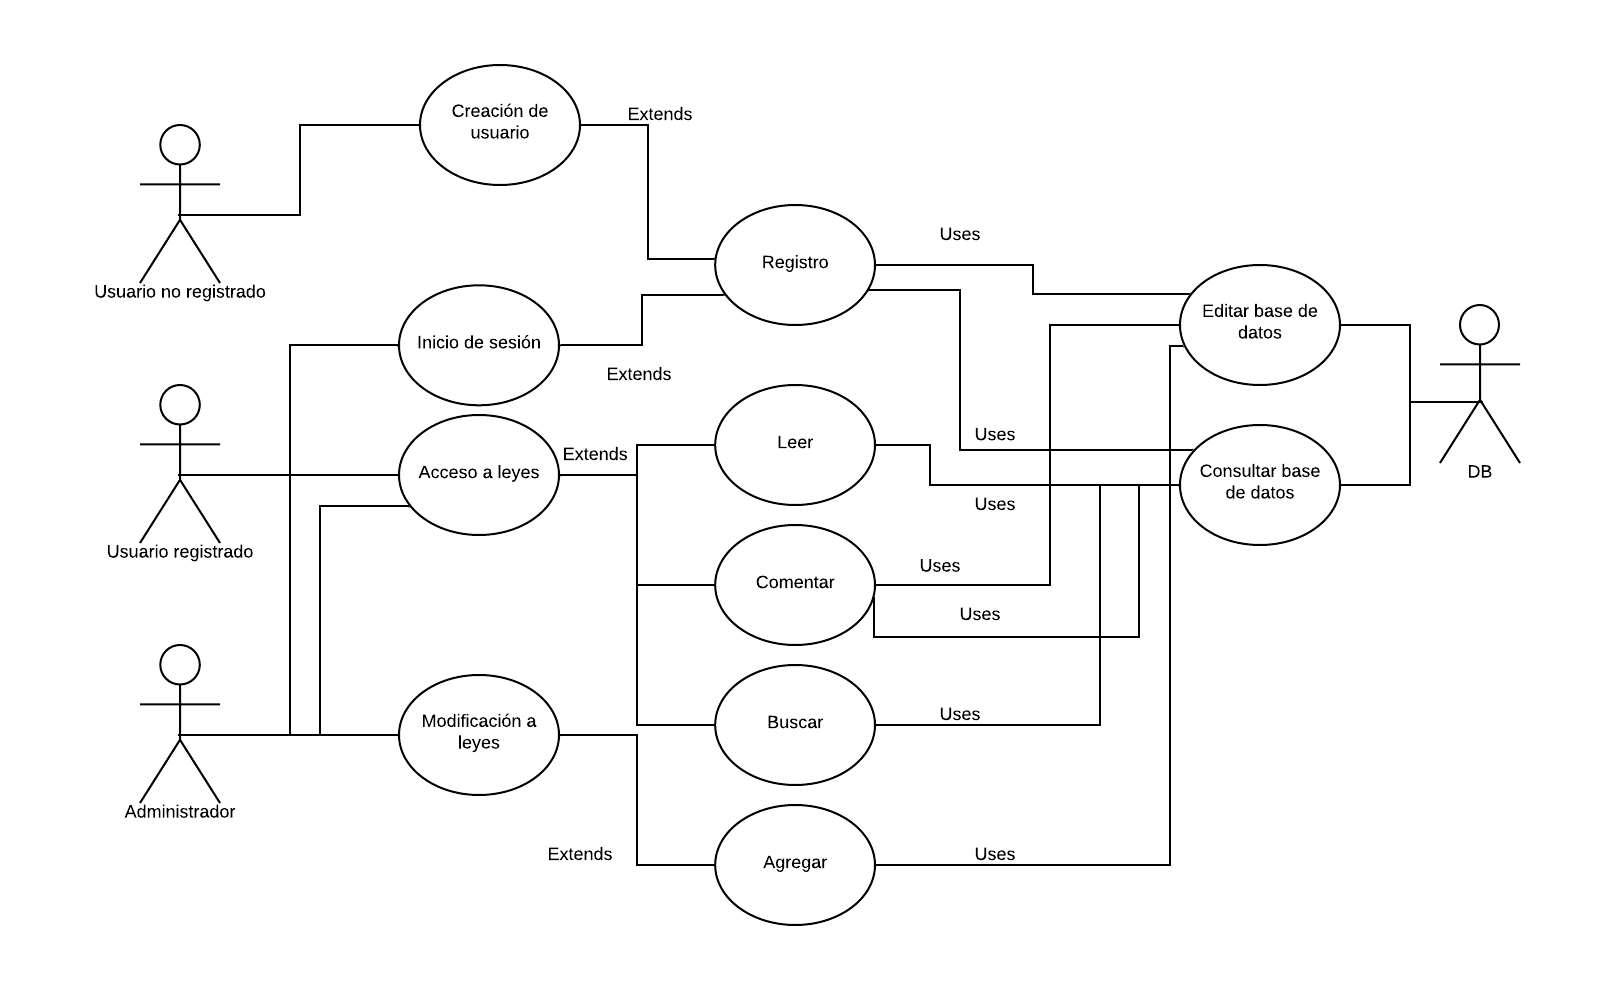 Creación de
usuario
Extends
Usuario no registrado
Registro
Uses
Editar base de
datos
Inicio de sesión
Extends
Leer
Uses
Acceso a leyes
Extends
Consultar base
de datos
DB
Uses
Usuario registrado
Comentar
Uses
Uses
Modificación a
leyes
Buscar
Uses
Administrador
Extends
Agregar
Uses